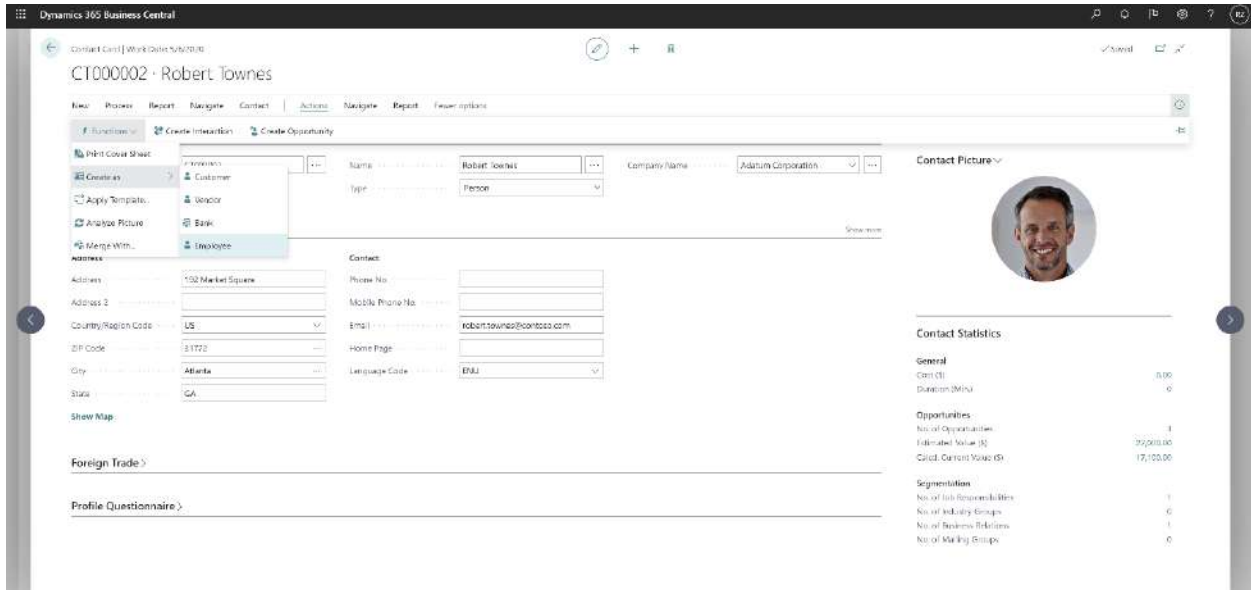 Dynamics 365 Business Central
? RZ
Contact Card | Work Date: 5/6/2020
Saved
CT000002 · Robert Townes
New Process Report Navigate Contact Actions Navigate Report Fewer options
Functions Create Interaction Create Opportunity
Print Cover Sheet
Create as
Apply Template...
Analyze Picture
Merge With...
Customer
Vendor
Bank
Employee
CT000002
Name Robert Townes
Company Name Adatum Corporation
Type Person
Show more
Address
Address 192 Market Square
Address 2
Country/Region Code US
ZIP Code 31772
City Atlanta
State GA
Show Map
Contact
Phone No.
Mobile Phone No.
Email robert.townes@contoso.com
Home Page
Language Code ENU
Foreign Trade
Profile Questionnaire
Contact Picture
Contact Statistics
General
Cost ($) 0.00
Duration (Min.) 0
Opportunities
No. of Opportunities
Estimated Value ($)
Calcd. Current Value ($) 17,100.00
Segmentation
No. of Job Responsibilities 1
No. of Industry Groups 0
No. of Business Relations 1
No. of Mailing Groups 0